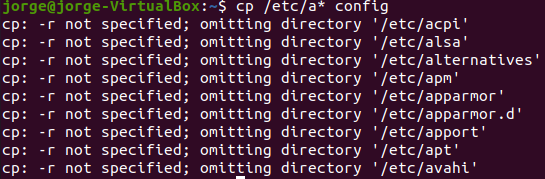 jorge@jorge-VirtualBox:~$ cp /etc/a* config
cp: -r not specified; omitting directory '/etc/acpi'
cp: -r not specified; omitting directory '/etc/alsa'
cp: -r not specified; omitting directory '/etc/alternatives'
cp: -r not specified; omitting directory '/etc/apm'
cp: -r not specified; omitting directory '/etc/apparmor'
cp: -r not specified; omitting directory '/etc/apparmor.d'
cp: -r not specified; omitting directory '/etc/apport'
cp: -r not specified; omitting directory '/etc/apt'
cp: -r not specified; omitting directory '/etc/avahi'